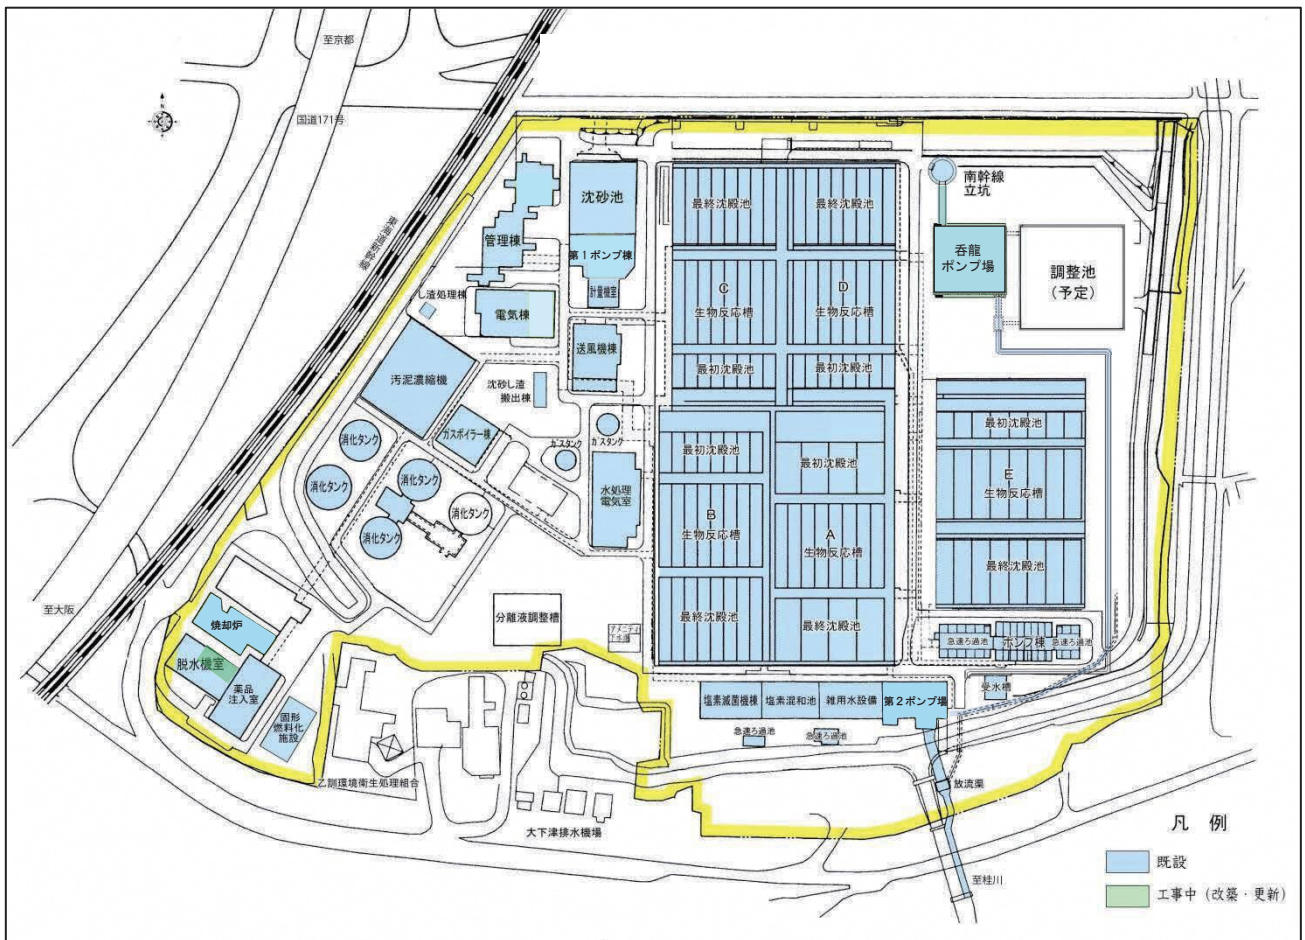 至京都
国道171号
東海道新幹線
沈砂池
最終沈殿池
最終沈殿池
南幹線
立坑
管理棟
第1ポンプ棟
呑龍
ポンプ場
調整池
(予定)
計量機室
し渣処理棟
電気棟
C
生物反応槽
D
生物反応槽
送風機棟
汚泥濃縮機
沈砂し渣
搬出棟
最初沈殿池
最初沈殿池
消化タンク
ガスボイラー棟
ガスタンク
ガスタンク
最初沈殿池
最初沈殿池
最初沈殿池
消化タンク
消化タンク
消化タンク
消化タンク
水処理
電気室
B
生物反応槽
A
生物反応槽
E
生物反応槽
最終沈殿池
至大阪
焼却炉
分離液調整槽
アメニティ
下水道
最終沈殿池
最終沈殿池
急速ろ過池
ポンプ棟
急速ろ過池
脱水機室
薬品
注入室
固形
燃料化
施設
塩素滅菌機棟
塩素混和池
雑用水設備
第2ポンプ場
受水槽
急速ろ過池
急速ろ過池
乙訓環境衛生処理組合
放流渠
大下津排水機場
至桂川
凡 例
既設
工事中(改築・更新)